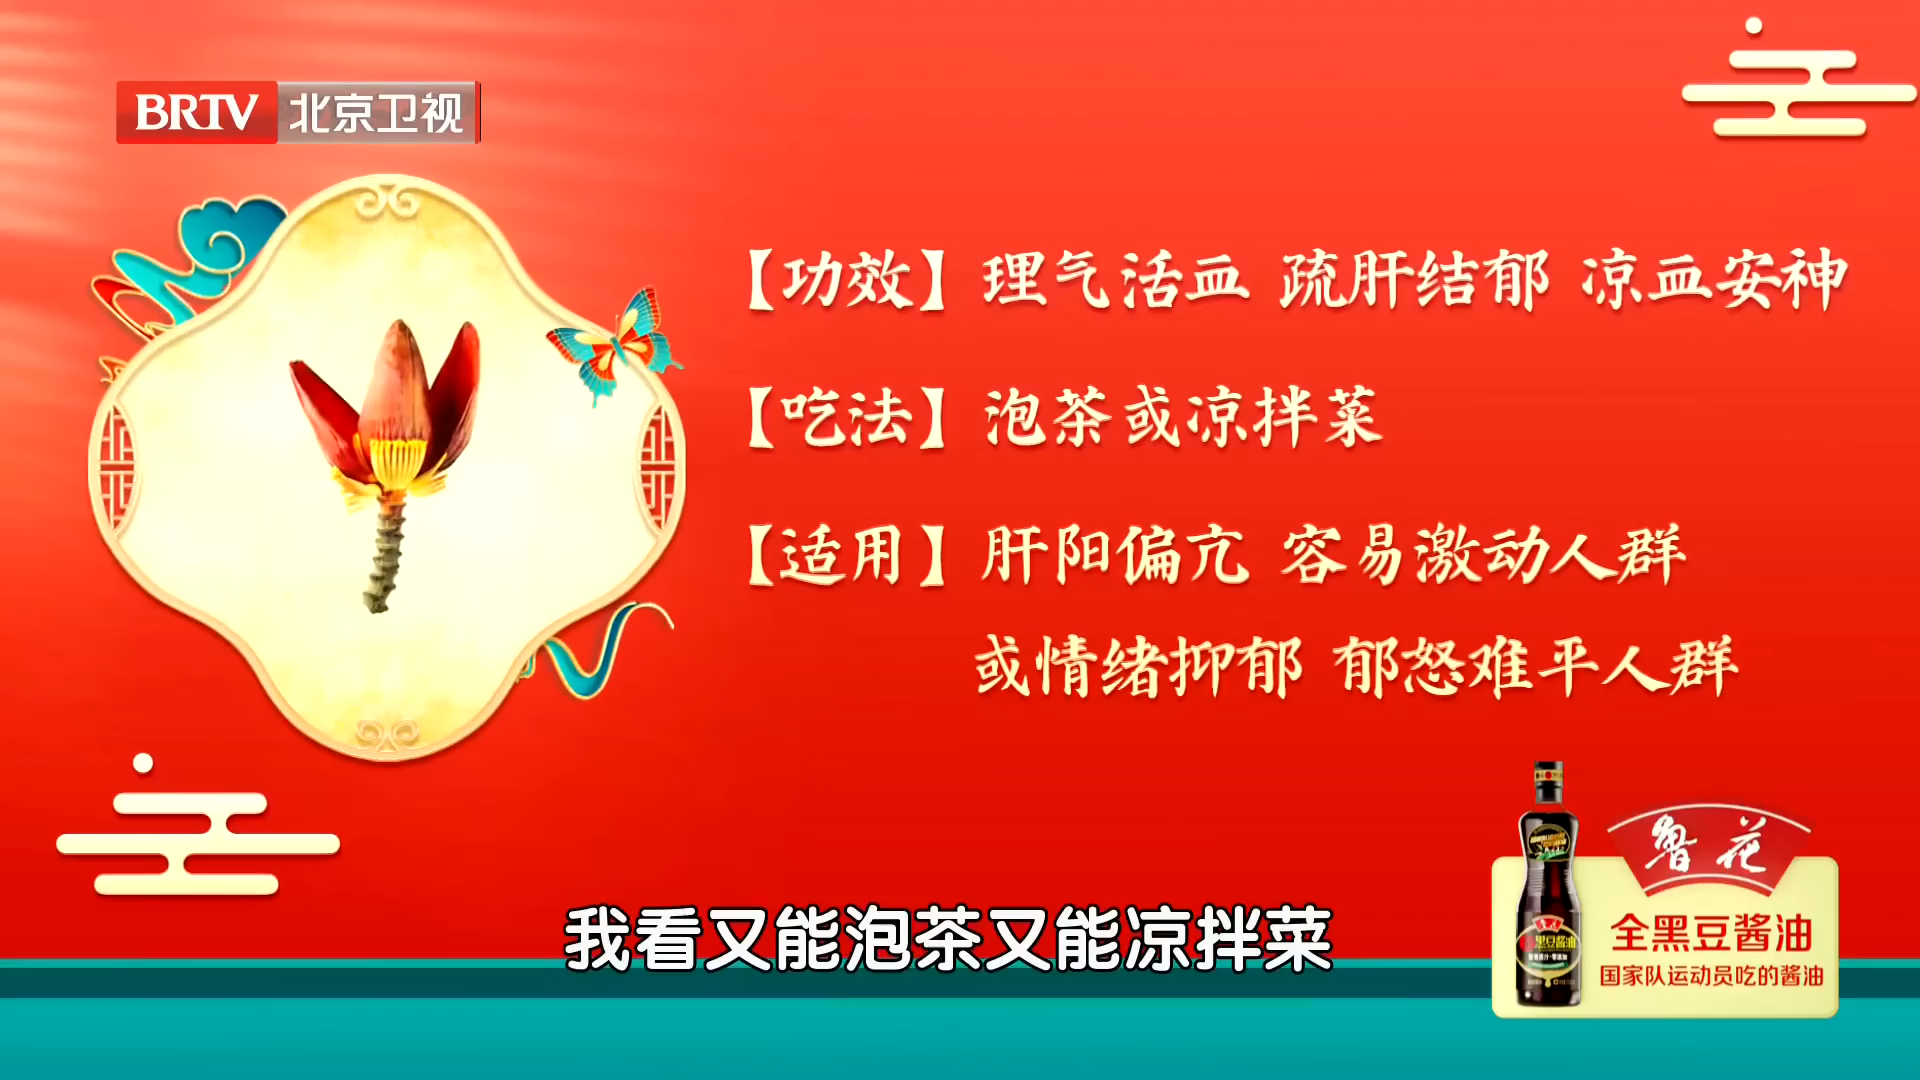 BRTV 北京卫视
【功效】理气活血 疏肝结郁 凉血安神
【吃法】泡茶或凉拌菜
【适用】肝阳偏亢 容易激动人群
或情绪抑郁 郁怒难平人群
鲁花
全黑豆酱油
国家队运动员吃的酱油
我看又能泡茶又能凉拌菜